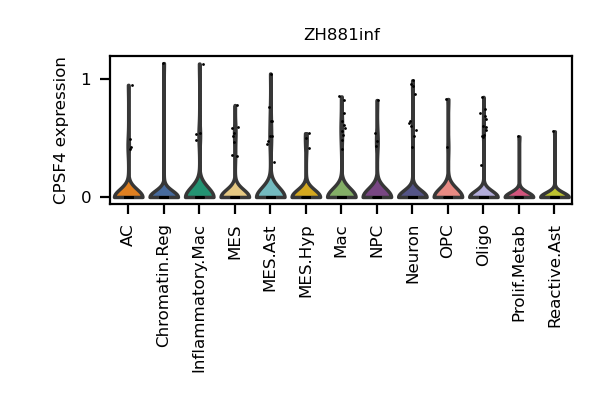 ZH881inf
CPSF4 expression
1
0
AC
Chromatin.Reg
Inflammatory.Mac
MES
MES.Ast
MES.Hyp
Mac
NPC
Neuron
OPC
Oligo
Prolif.Metab
Reactive.Ast